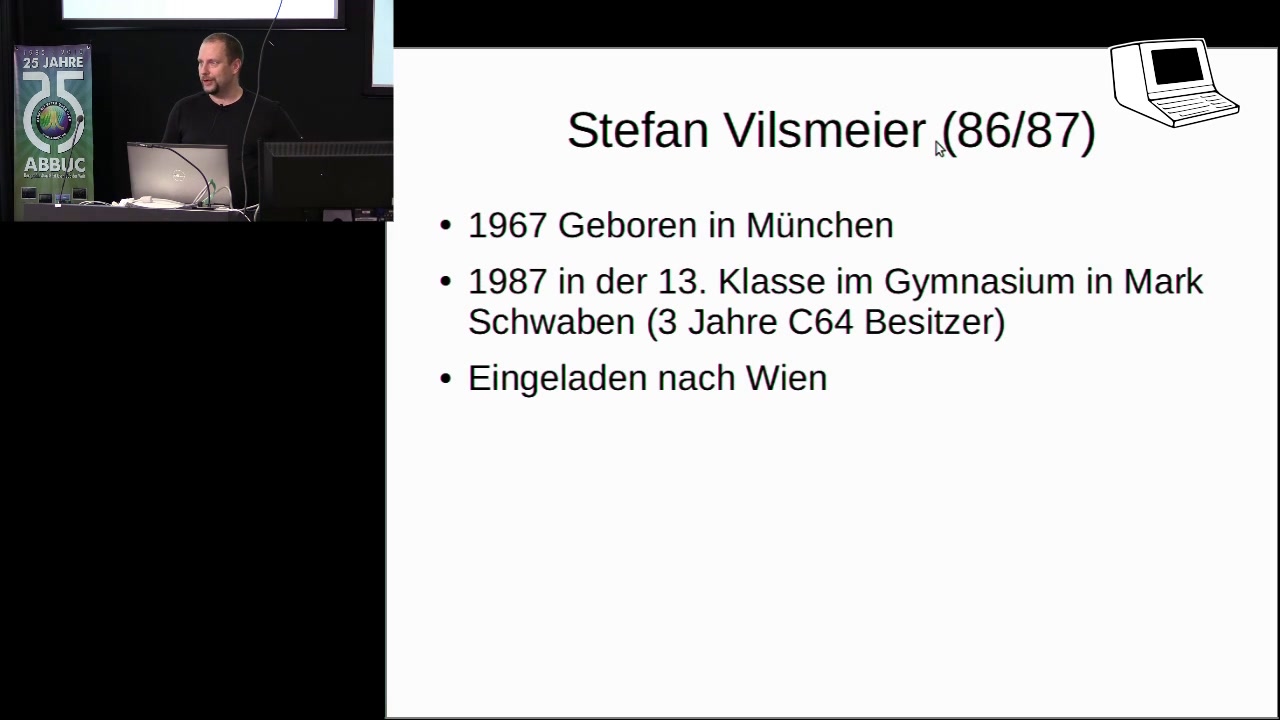 25 JAHRE
25
ABBUC
Stefan Vilsmeier (86/87)
• 1967 Geboren in München
• 1987 in der 13. Klasse im Gymnasium in Mark
Schwaben (3 Jahre C64 Besitzer)
• Eingeladen nach Wien